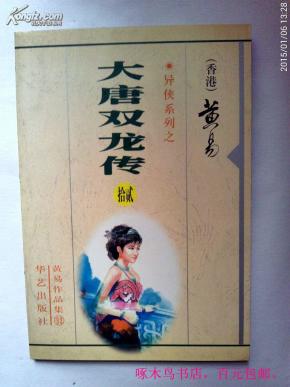 2015/01/06 13:28
(香港)
黄易
异侠系列之
大唐双龙传
拾贰
黄易作品集
华艺出版社
啄木鸟书店。百元包邮。